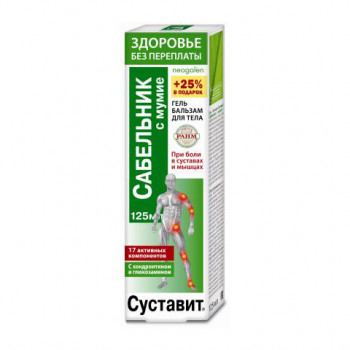 ЗДОРОВЬЕ
БЕЗ ПЕРЕПЛАТЫ
neogalen
+25%
В ПОДАРОК
ГЕЛЬ
БАЛЬЗАМ
ДЛЯ ТЕЛА
РАНМ
При боли
в суставах
и мышцах
САБЕЛЬНИК
с мумие
125мл
17 активных
компонентов
С хондроитином
и глюкозамином
Суставит®